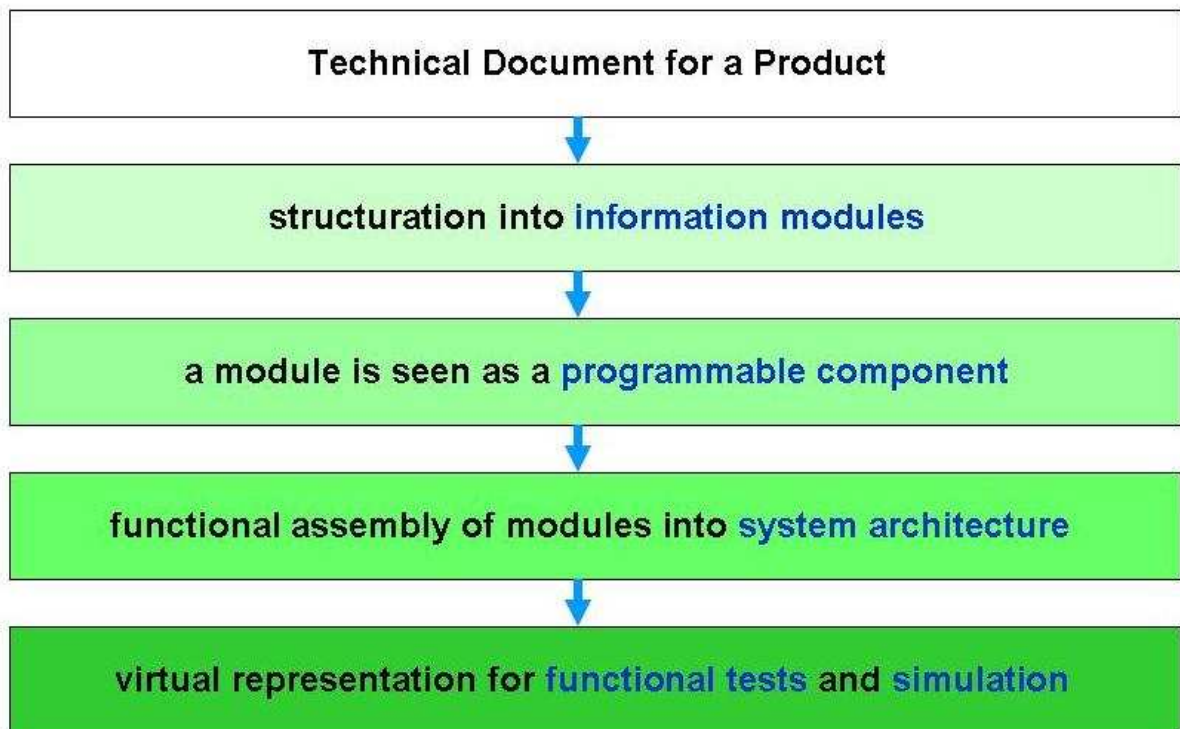 Technical Document for a Product
structuration into information modules
a module is seen as a programmable component
functional assembly of modules into system architecture
virtual representation for functional tests and simulation